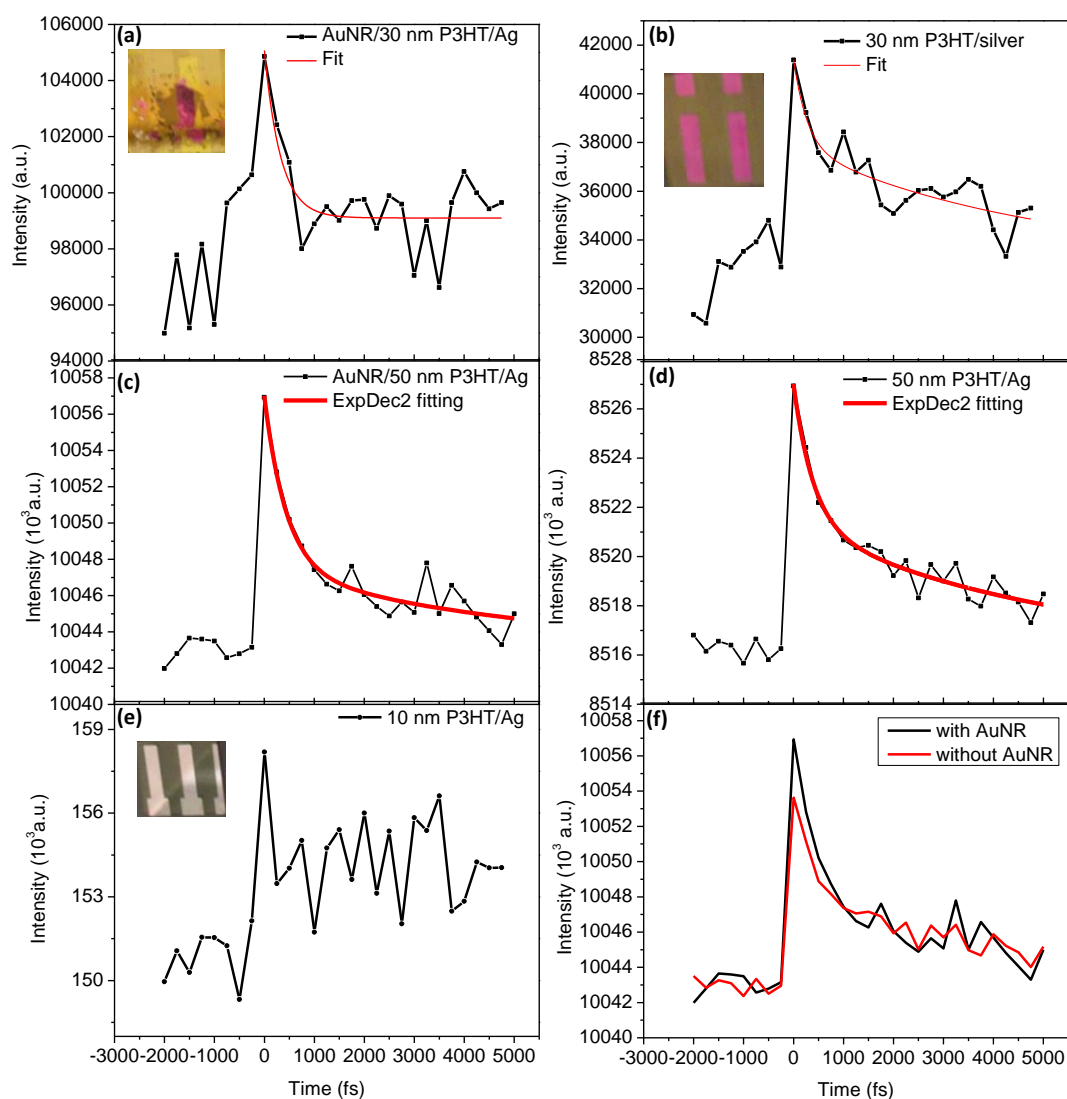 (a)
AuNR/30 nm P3HT/Ag
Fit
106000
104000
102000
100000
98000
96000
94000
Intensity (a.u.)
(b)
30 nm P3HT/silver
Fit
42000
40000
38000
36000
34000
32000
30000
Intensity (a.u.)
(c)
AuNR/50 nm P3HT/Ag
ExpDec2 fitting
10058
10056
10054
10052
10050
10048
10046
10044
10042
10040
Intensity (10³a.u.)
(d)
50 nm P3HT/Ag
ExpDec2 fitting
8528
8526
8524
8522
8520
8518
8516
8514
Intensity (10³ a.u.)
(e)
10 nm P3HT/Ag
159
156
153
150
Intensity (10³a.u.)
-3000 -2000 -1000 0 1000 2000 3000 4000 5000
Time (fs)
(f)
with AuNR
without AuNR
10058
10056
10054
10052
10050
10048
10046
10044
10042
10040
Intensity (10³ a.u.)
-3000 -2000 -1000 0 1000 2000 3000 4000 5000
Time (fs)